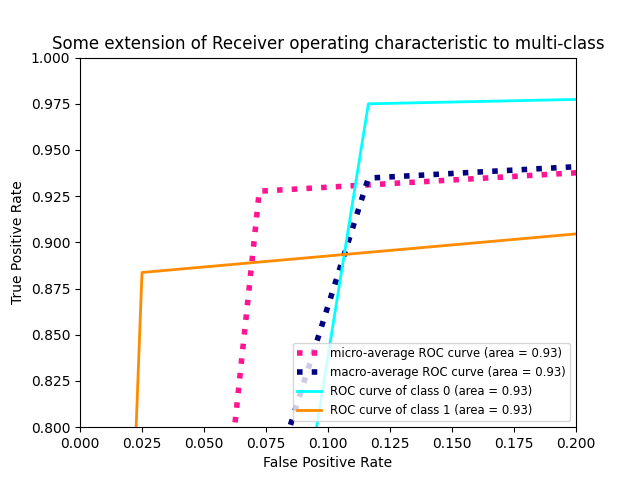 Some extension of Receiver operating characteristic to multi-class
1.000
0.975
0.950
0.925
0.900
0.875
0.850
0.825
0.800
True Positive Rate
micro-average ROC curve (area = 0.93)
macro-average ROC curve (area = 0.93)
ROC curve of class 0 (area = 0.93)
ROC curve of class 1 (area = 0.93)
0.000 0.025 0.050 0.075 0.100 0.125 0.150 0.175 0.200
False Positive Rate